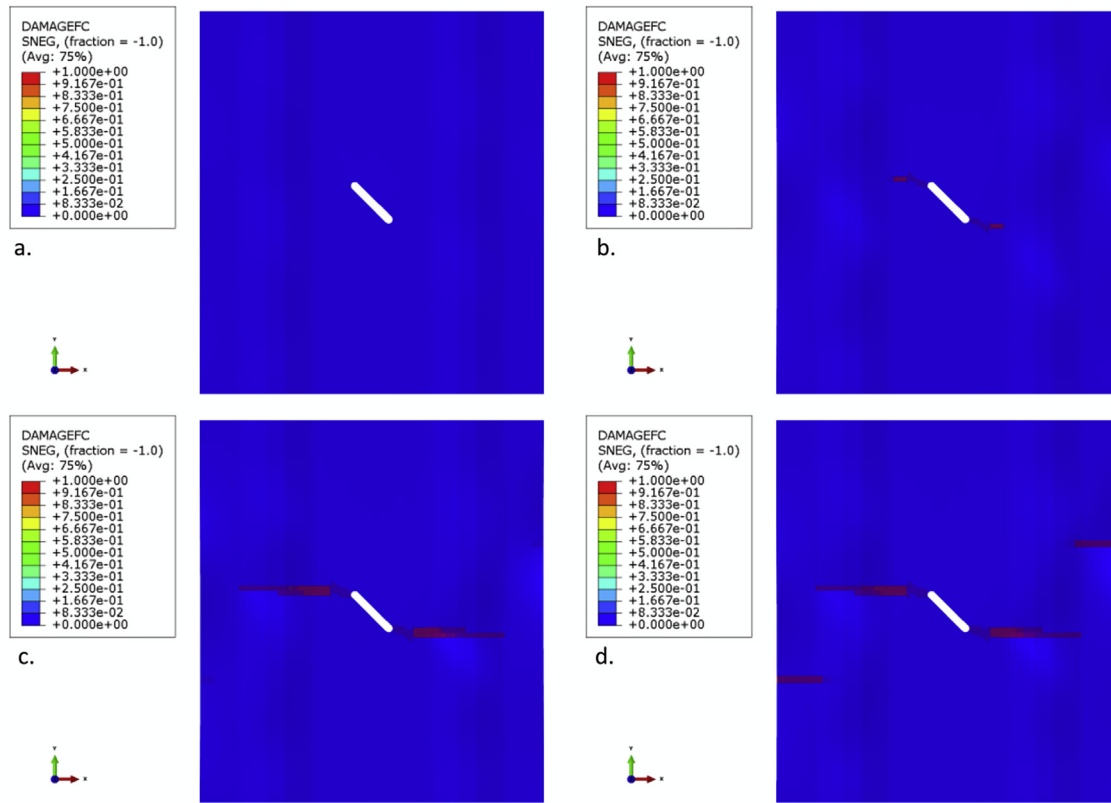 DAMAGEFC
SNEG, (fraction = -1.0)
(Avg: 75%)
+1.000e+00
+9.167e-01
+8.333e-01
+7.500e-01
+6.667e-01
+5.833e-01
+5.000e-01
+4.167e-01
+3.333e-01
+2.500e-01
+1.667e-01
+8.333e-02
+0.000e+00
a.
Y
X
DAMAGEFC
SNEG, (fraction = -1.0)
(Avg: 75%)
+1.000e+00
+9.167e-01
+8.333e-01
+7.500e-01
+6.667e-01
+5.833e-01
+5.000e-01
+4.167e-01
+3.333e-01
+2.500e-01
+1.667e-01
+8.333e-02
+0.000e+00
b.
Y
X
DAMAGEFC
SNEG, (fraction = -1.0)
(Avg: 75%)
+1.000e+00
+9.167e-01
+8.333e-01
+7.500e-01
+6.667e-01
+5.833e-01
+5.000e-01
+4.167e-01
+3.333e-01
+2.500e-01
+1.667e-01
+8.333e-02
+0.000e+00
c.
Y
X
DAMAGEFC
SNEG, (fraction = -1.0)
(Avg: 75%)
+1.000e+00
+9.167e-01
+8.333e-01
+7.500e-01
+6.667e-01
+5.833e-01
+5.000e-01
+4.167e-01
+3.333e-01
+2.500e-01
+1.667e-01
+8.333e-02
+0.000e+00
d.
Y
X